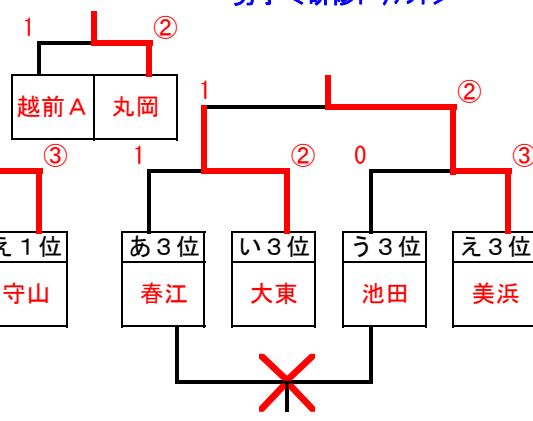 1 ②
越前A 丸岡
1 ②
③ 1 ② 0 ③
え1位 あ3位 い3位 う3位 え3位
守山 春江 大東 池田 美浜